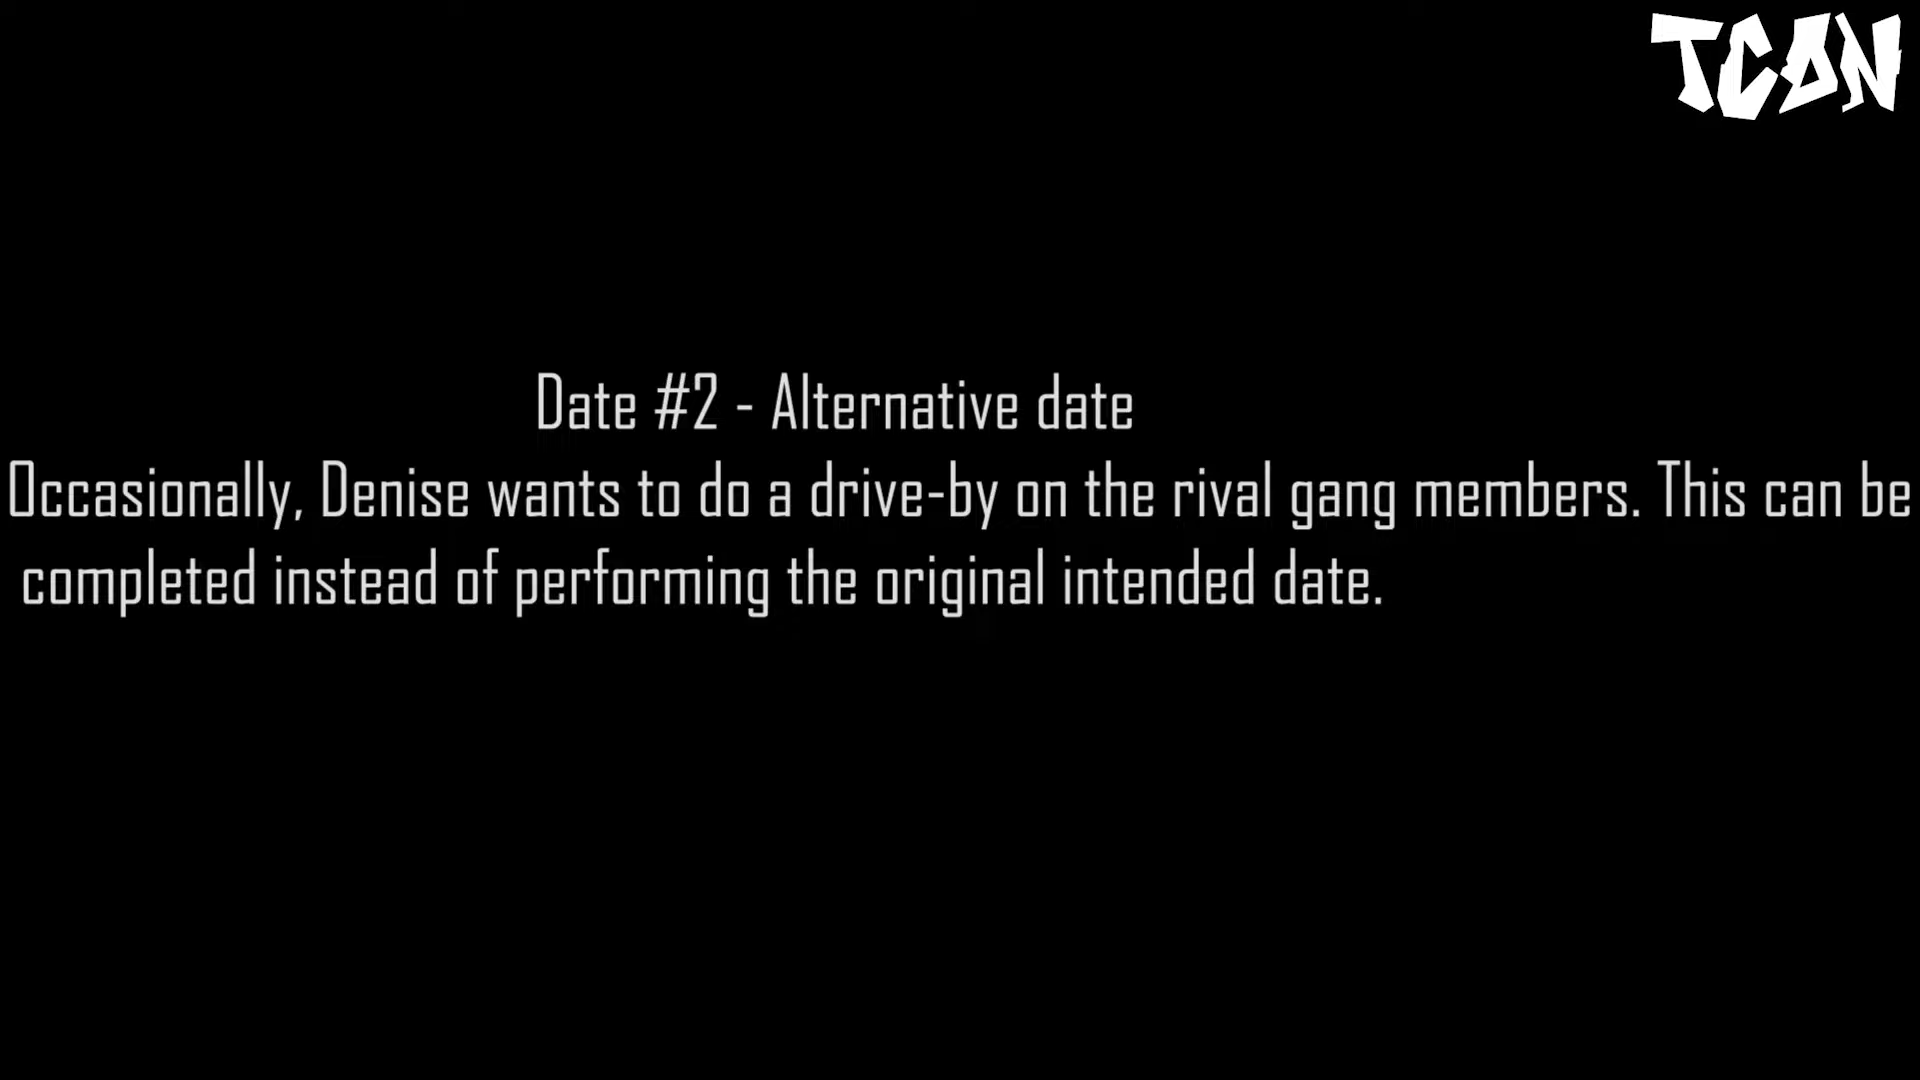 TCON
Date #2 - Alternative date
Occasionally, Denise wants to do a drive-by on the rival gang members. This can be
completed instead of performing the original intended date.